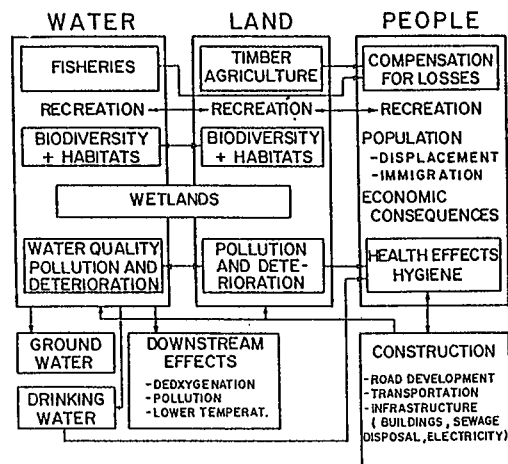 WATER
LAND
PEOPLE
FISHERIES
TIMBER
AGRICULTURE
COMPENSATION
FOR LOSSES
RECREATION
RECREATION
RECREATION
BIODIVERSITY
+ HABITATS
BIODIVERSITY
+ HABITATS
POPULATION
-DISPLACEMENT
-IMMIGRATION
WETLANDS
ECONOMIC
CONSEQUENCES
WATER QUALITY
POLLUTION AND
DETERIORATION
POLLUTION
AND DETE-
RIORATION
HEALTH EFFECTS
HYGIENE
GROUND
WATER
DOWNSTREAM
EFFECTS
-DEOXYGENATION
-POLLUTION
-LOWER TEMPERAT.
CONSTRUCTION
-ROAD DEVELOPMENT
-TRANSPORTATION
-INFRASTRUCTURE
(BUILDINGS, SEWAGE
DISPOSAL, ELECTRICITY)
DRINKING
WATER